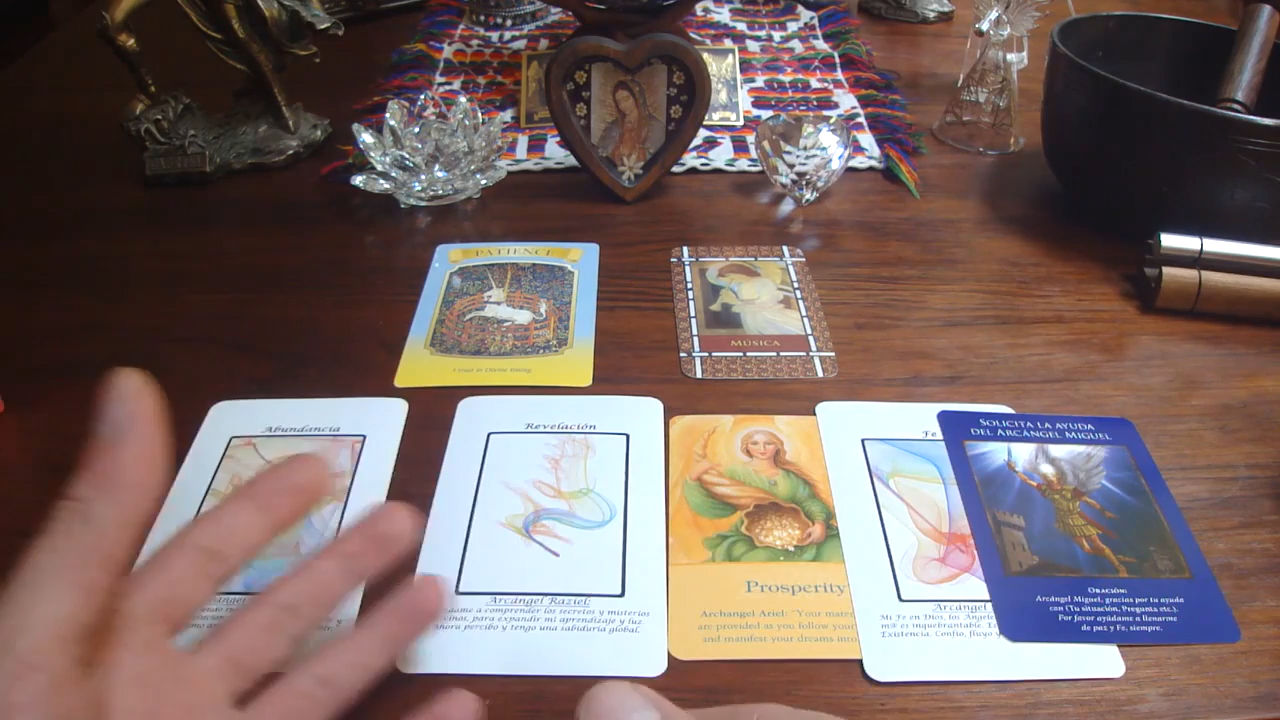 PATIENCE
I trust in Divine timing.
MÚSICA
Abundancia
Revelación
Arcángel Raziel:
a comprender los secretos y misterios
para expandir mi aprendizaje y luz.
percibo y tengo una sabiduría global.
Prosperity
Archangel Ariel: "Your
are provided as you follow your
and manifest your dreams into
Fe
Arcángel
Mi Fe en Dios, los Ángeles
es inquebrantable.
Existencia. Confío, fluyo y
SOLICITA LA AYUDA
DEL ARCÁNGEL MIGUEL
ORACIÓN:
Arcángel Miguel, gracias por tu ayuda
con (Tu situación, Pregunta etc.).
Por favor ayúdame a llenarme
de paz y Fe, siempre.